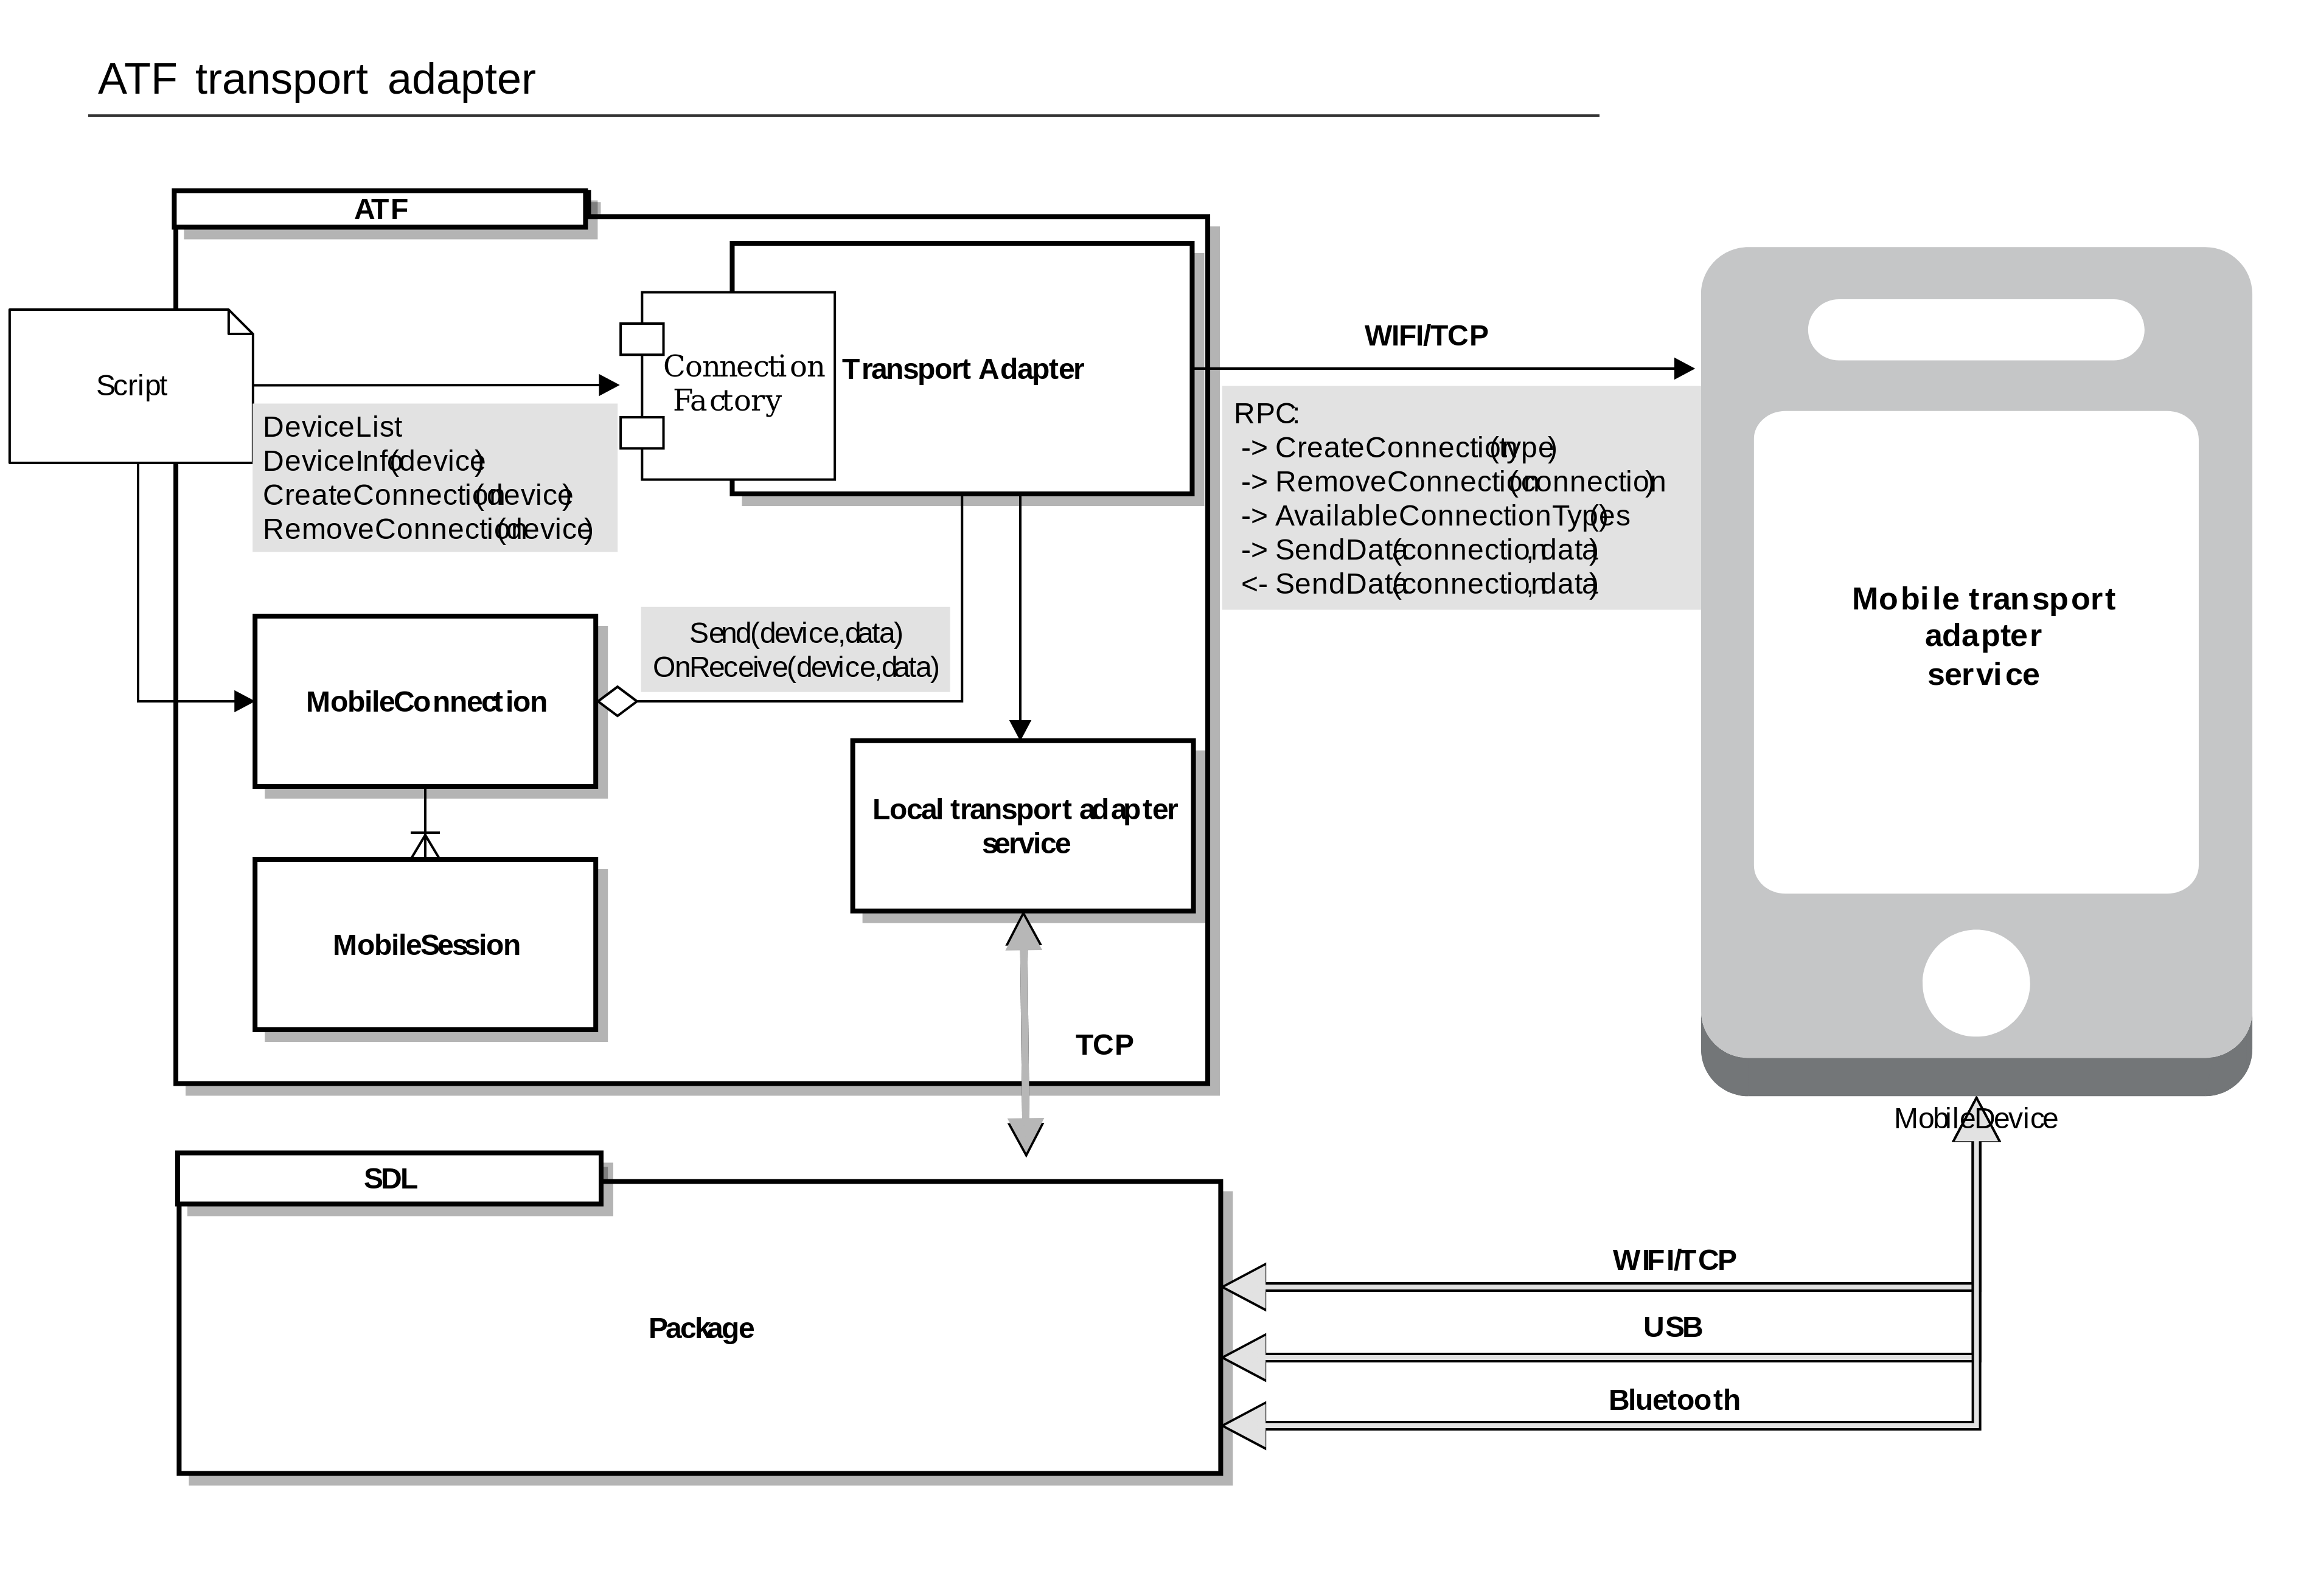 ATF transport adapter
ATF
Script
Connection
Factory
Transport Adapter
WIFI/TCP
DeviceList
DeviceInfo(device)
CreateConnection(device)
RemoveConnection(device)
RPC:
-> CreateConnection(type)
-> RemoveConnection(connection)
-> AvailableConnectionTypes()
-> SendData(connection, data)
<- SendData(connection, data)
Send(device,data)
OnReceive(device,data)
MobileConnection
Mobile transport
adapter
service
Local transport adapter
service
MobileSession
TCP
MobileDevice
SDL
Package
WIFI/TCP
USB
Bluetooth